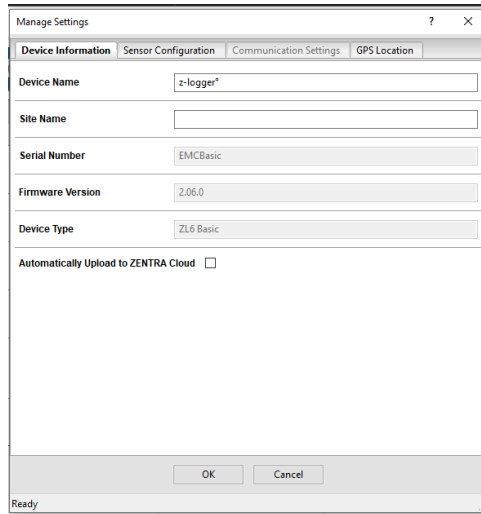 Manage Settings ? ×
Device Information Sensor Configuration Communication Settings GPS Location
Device Name z-logger°
Site Name
Serial Number EMCBasic
Firmware Version 2.06.0
Device Type ZL6 Basic
Automatically Upload to ZENTRA Cloud
OK Cancel
Ready